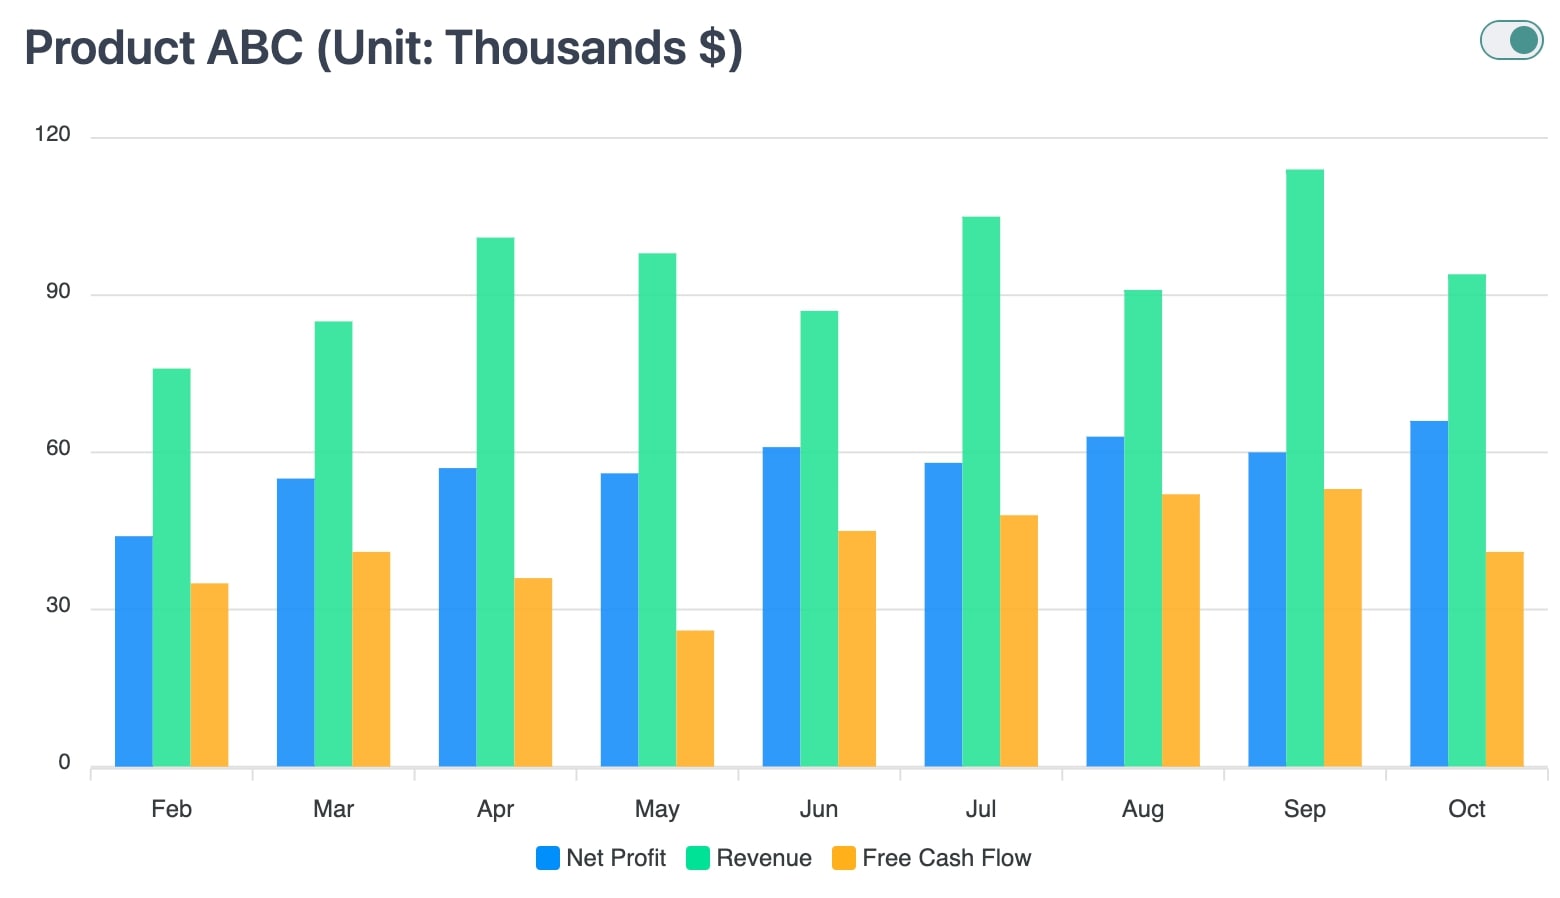 Product ABC (Unit: Thousands $)
120
90
60
30
0
Feb Mar Apr May Jun Jul Aug Sep Oct
Net Profit Revenue Free Cash Flow